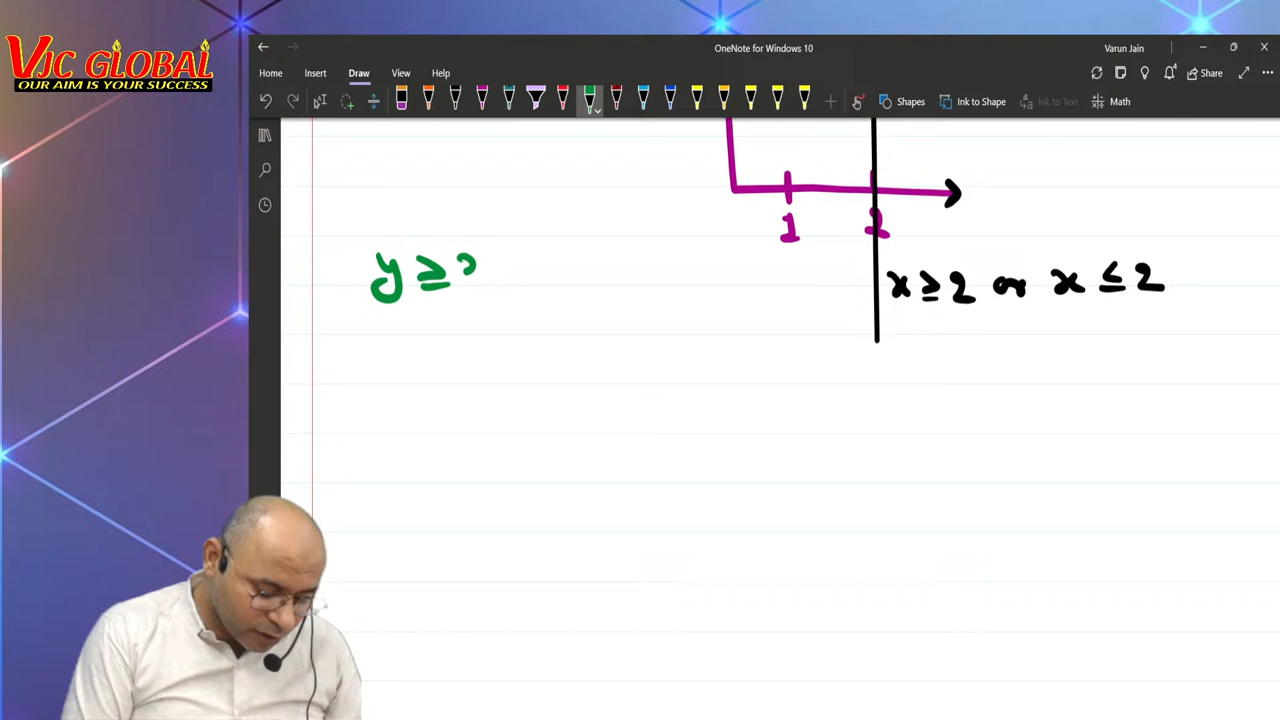 VJC GLOBAL
OUR AIM IS YOUR SUCCESS
OneNote for Windows 10
Varun Jain
Home Insert Draw View Help
Shapes Ink to Shape Ink to Text Math
4
Share
1 2
y ≥
x ≥ 2 or x ≤ 2